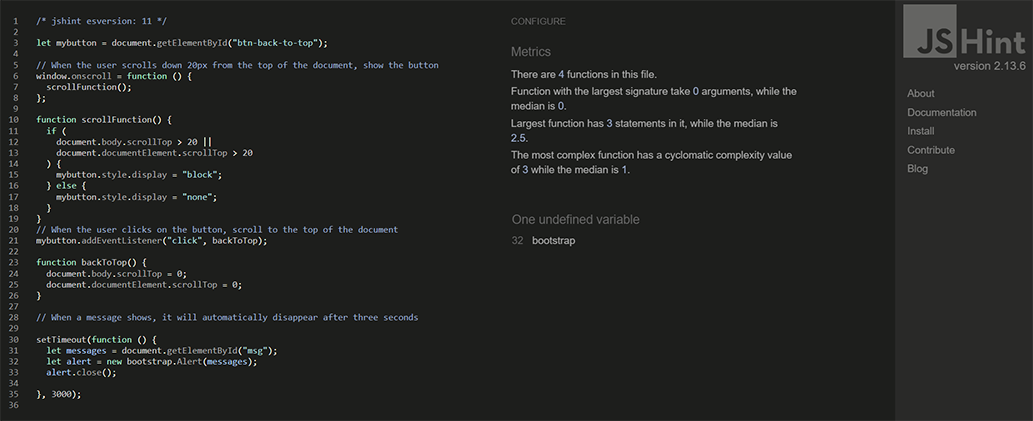 1 /* jshint esversion: 11 */
2
3 let mybutton = document.getElementById("btn-back-to-top");
4
5 // When the user scrolls down 20px from the top of the document, show the button
6 window.onscroll = function () {
7 scrollFunction();
8 };
9
10 function scrollFunction() {
11 if (
12 document.body.scrollTop > 20 ||
13 document.documentElement.scrollTop > 20
14 ) {
15 mybutton.style.display = "block";
16 } else {
17 mybutton.style.display = "none";
18 }
19 }
20 // When the user clicks on the button, scroll to the top of the document
21 mybutton.addEventListener("click", backToTop);
22
23 function backToTop() {
24 document.body.scrollTop = 0;
25 document.documentElement.scrollTop = 0;
26 }
27
28 // When a message shows, it will automatically disappear after three seconds
29
30 setTimeout(function () {
31 let messages = document.getElementById("msg");
32 let alert = new bootstrap.Alert(messages);
33 alert.close();
34
35 }, 3000);
36
CONFIGURE
Metrics
There are 4 functions in this file.
Function with the largest signature take 0 arguments, while the
median is 0.
Largest function has 3 statements in it, while the median is
2.5.
The most complex function has a cyclomatic complexity value
of 3 while the median is 1.
One undefined variable
32 bootstrap
JSHint
version 2.13.6
About
Documentation
Install
Contribute
Blog